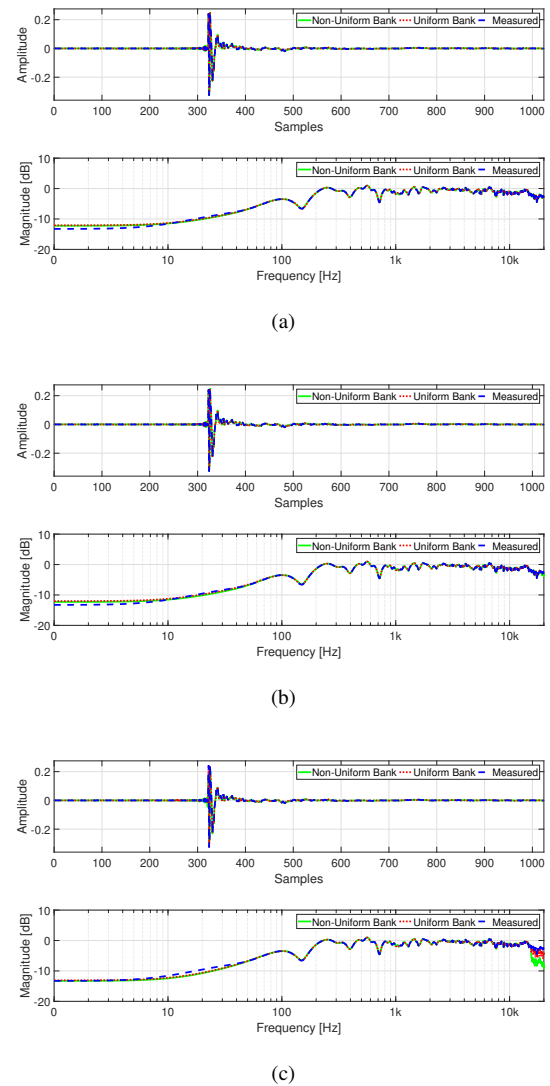 Non-Uniform Bank Uniform Bank Measured
0.2
0
-0.2
Amplitude
0 100 200 300 400 500 600 700 800 900 1000
Samples
Non-Uniform Bank Uniform Bank Measured
10
0
-10
-20
Magnitude [dB]
0 10 100 1k 10k
Frequency [Hz]
(a)
Non-Uniform Bank Uniform Bank Measured
0.2
0
-0.2
Amplitude
0 100 200 300 400 500 600 700 800 900 1000
Samples
Non-Uniform Bank Uniform Bank Measured
10
0
-10
-20
Magnitude [dB]
0 10 100 1k 10k
Frequency [Hz]
(b)
Non-Uniform Bank Uniform Bank Measured
0.2
0
-0.2
Amplitude
0 100 200 300 400 500 600 700 800 900 1000
Samples
Non-Uniform Bank Uniform Bank Measured
10
0
-10
-20
Magnitude [dB]
0 10 100 1k 10k
Frequency [Hz]
(c)